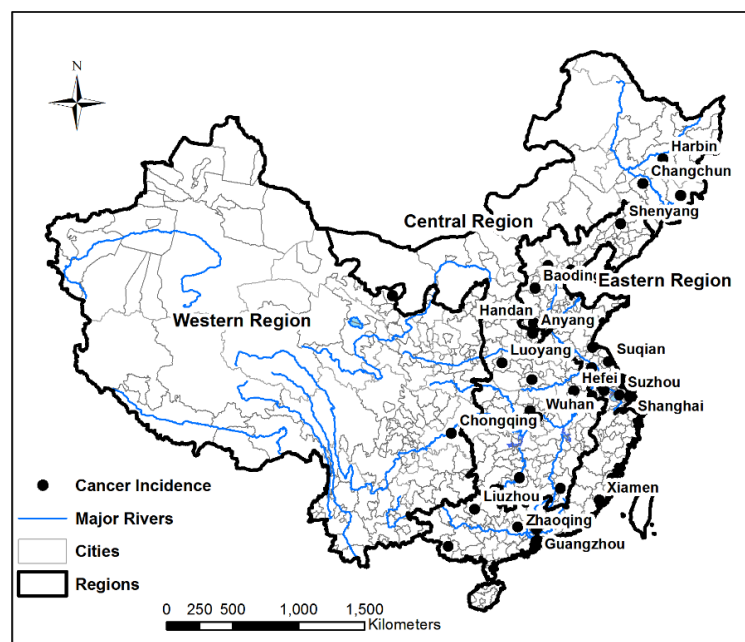 N
Harbin
Changchun
Shenyang
Central Region
Baoding
Eastern Region
Western Region
Handan
Anyang
Luoyang
Suqian
Hefei
Suzhou
Wuhan
Shanghai
Chongqing
Xiamen
Liuzhou
Zhaoqing
Guangzhou
Cancer Incidence
Major Rivers
Cities
Regions
0 250 500 1,000 1,500
Kilometers